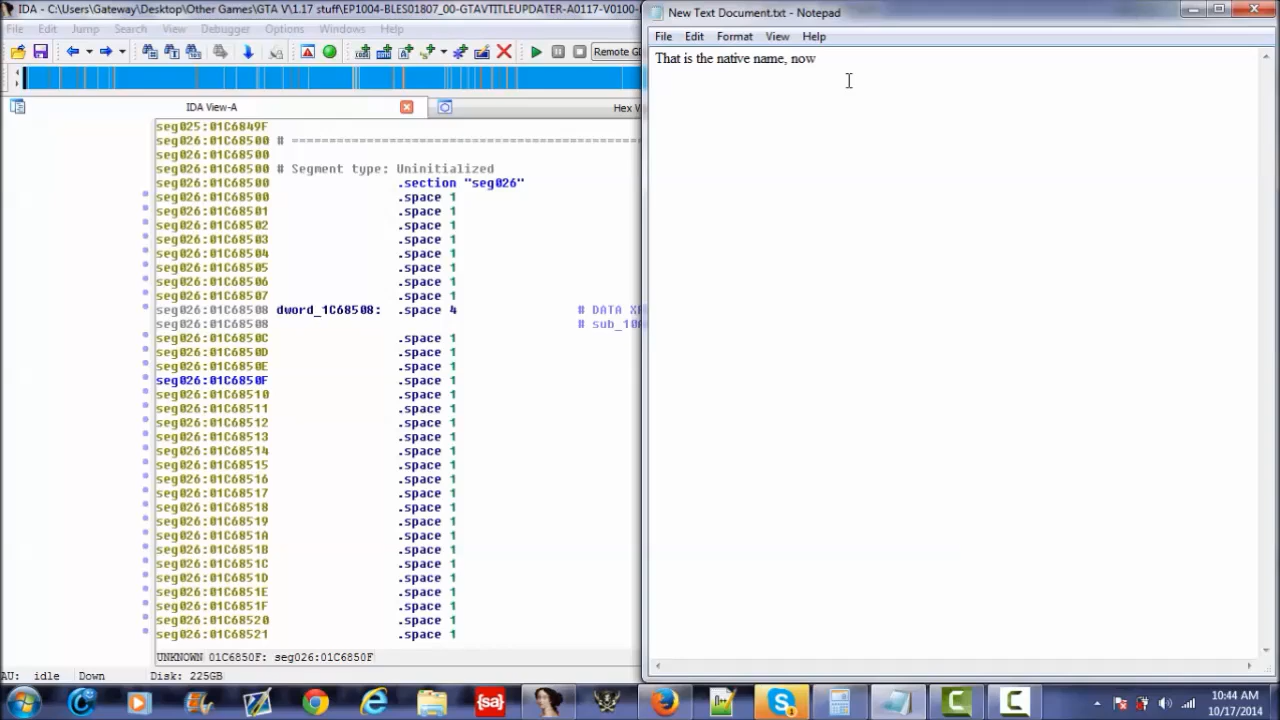 IDA - C:\Users\Gateway\Desktop\Other Games\GTA V\1.17 stuff\EP1004-BLES01807_00-GTAVTITLEUPDATER-A0117-V0100-
File Edit Jump Search View Debugger Options Windows Help
Remote GD
IDA View-A
Hex V
seg025:01C6849F
seg026:01C68500 # =====================================================
seg026:01C68500
seg026:01C68500 # Segment type: Uninitialized
seg026:01C68500 .section "seg026"
seg026:01C68500 .space 1
seg026:01C68501 .space 1
seg026:01C68502 .space 1
seg026:01C68503 .space 1
seg026:01C68504 .space 1
seg026:01C68505 .space 1
seg026:01C68506 .space 1
seg026:01C68507 .space 1
seg026:01C68508 dword_1C68508: .space 4 # DATA XR
seg026:01C68508 # sub_10A
seg026:01C6850C .space 1
seg026:01C6850D .space 1
seg026:01C6850E .space 1
seg026:01C6850F .space 1
seg026:01C68510 .space 1
seg026:01C68511 .space 1
seg026:01C68512 .space 1
seg026:01C68513 .space 1
seg026:01C68514 .space 1
seg026:01C68515 .space 1
seg026:01C68516 .space 1
seg026:01C68517 .space 1
seg026:01C68518 .space 1
seg026:01C68519 .space 1
seg026:01C6851A .space 1
seg026:01C6851B .space 1
seg026:01C6851C .space 1
seg026:01C6851D .space 1
seg026:01C6851E .space 1
seg026:01C6851F .space 1
seg026:01C68520 .space 1
seg026:01C68521 .space 1
UNKNOWN 01C6850F: seg026:01C6850F
AU: idle Down Disk: 225GB
New Text Document.txt - Notepad
File Edit Format View Help
That is the native name, now
{sa}
10:44 AM
10/17/2014